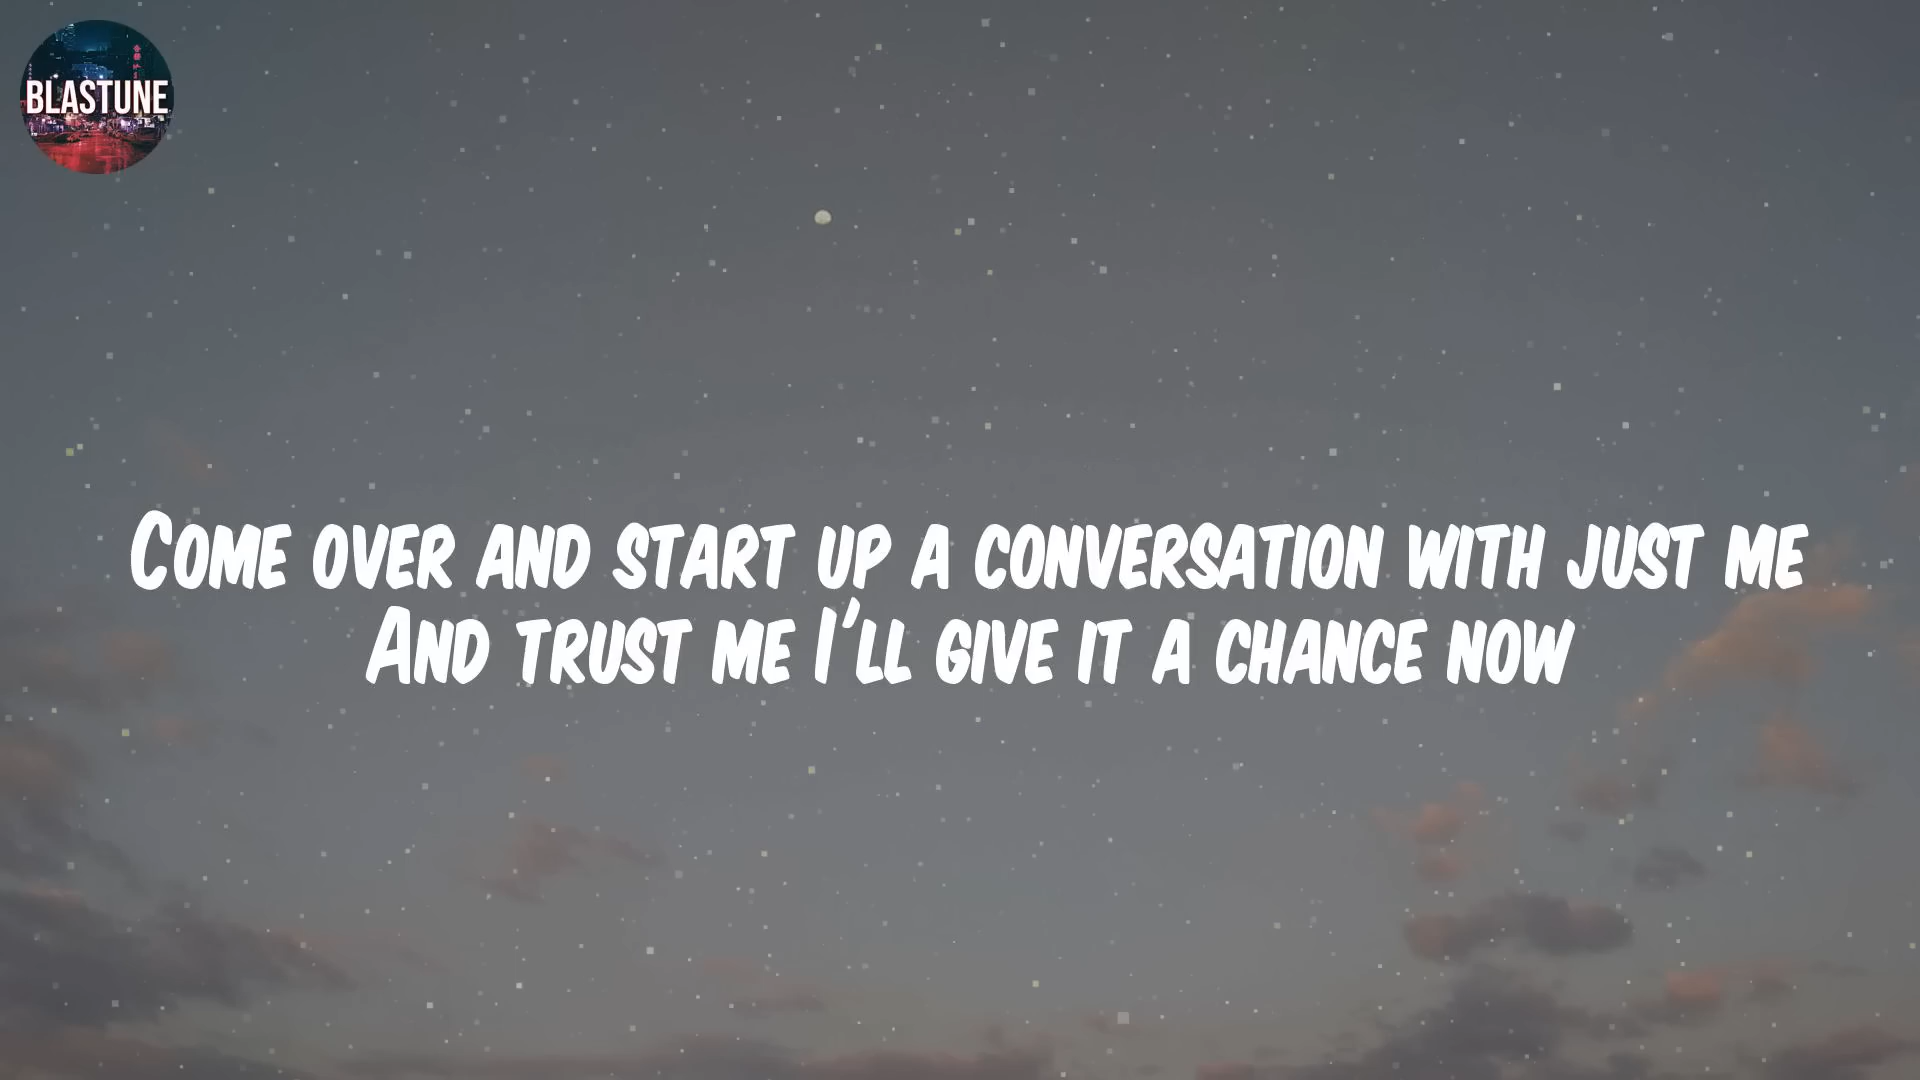 BLASTUNE
Come over and start up a conversation with just me
And trust me I'll give it a chance now